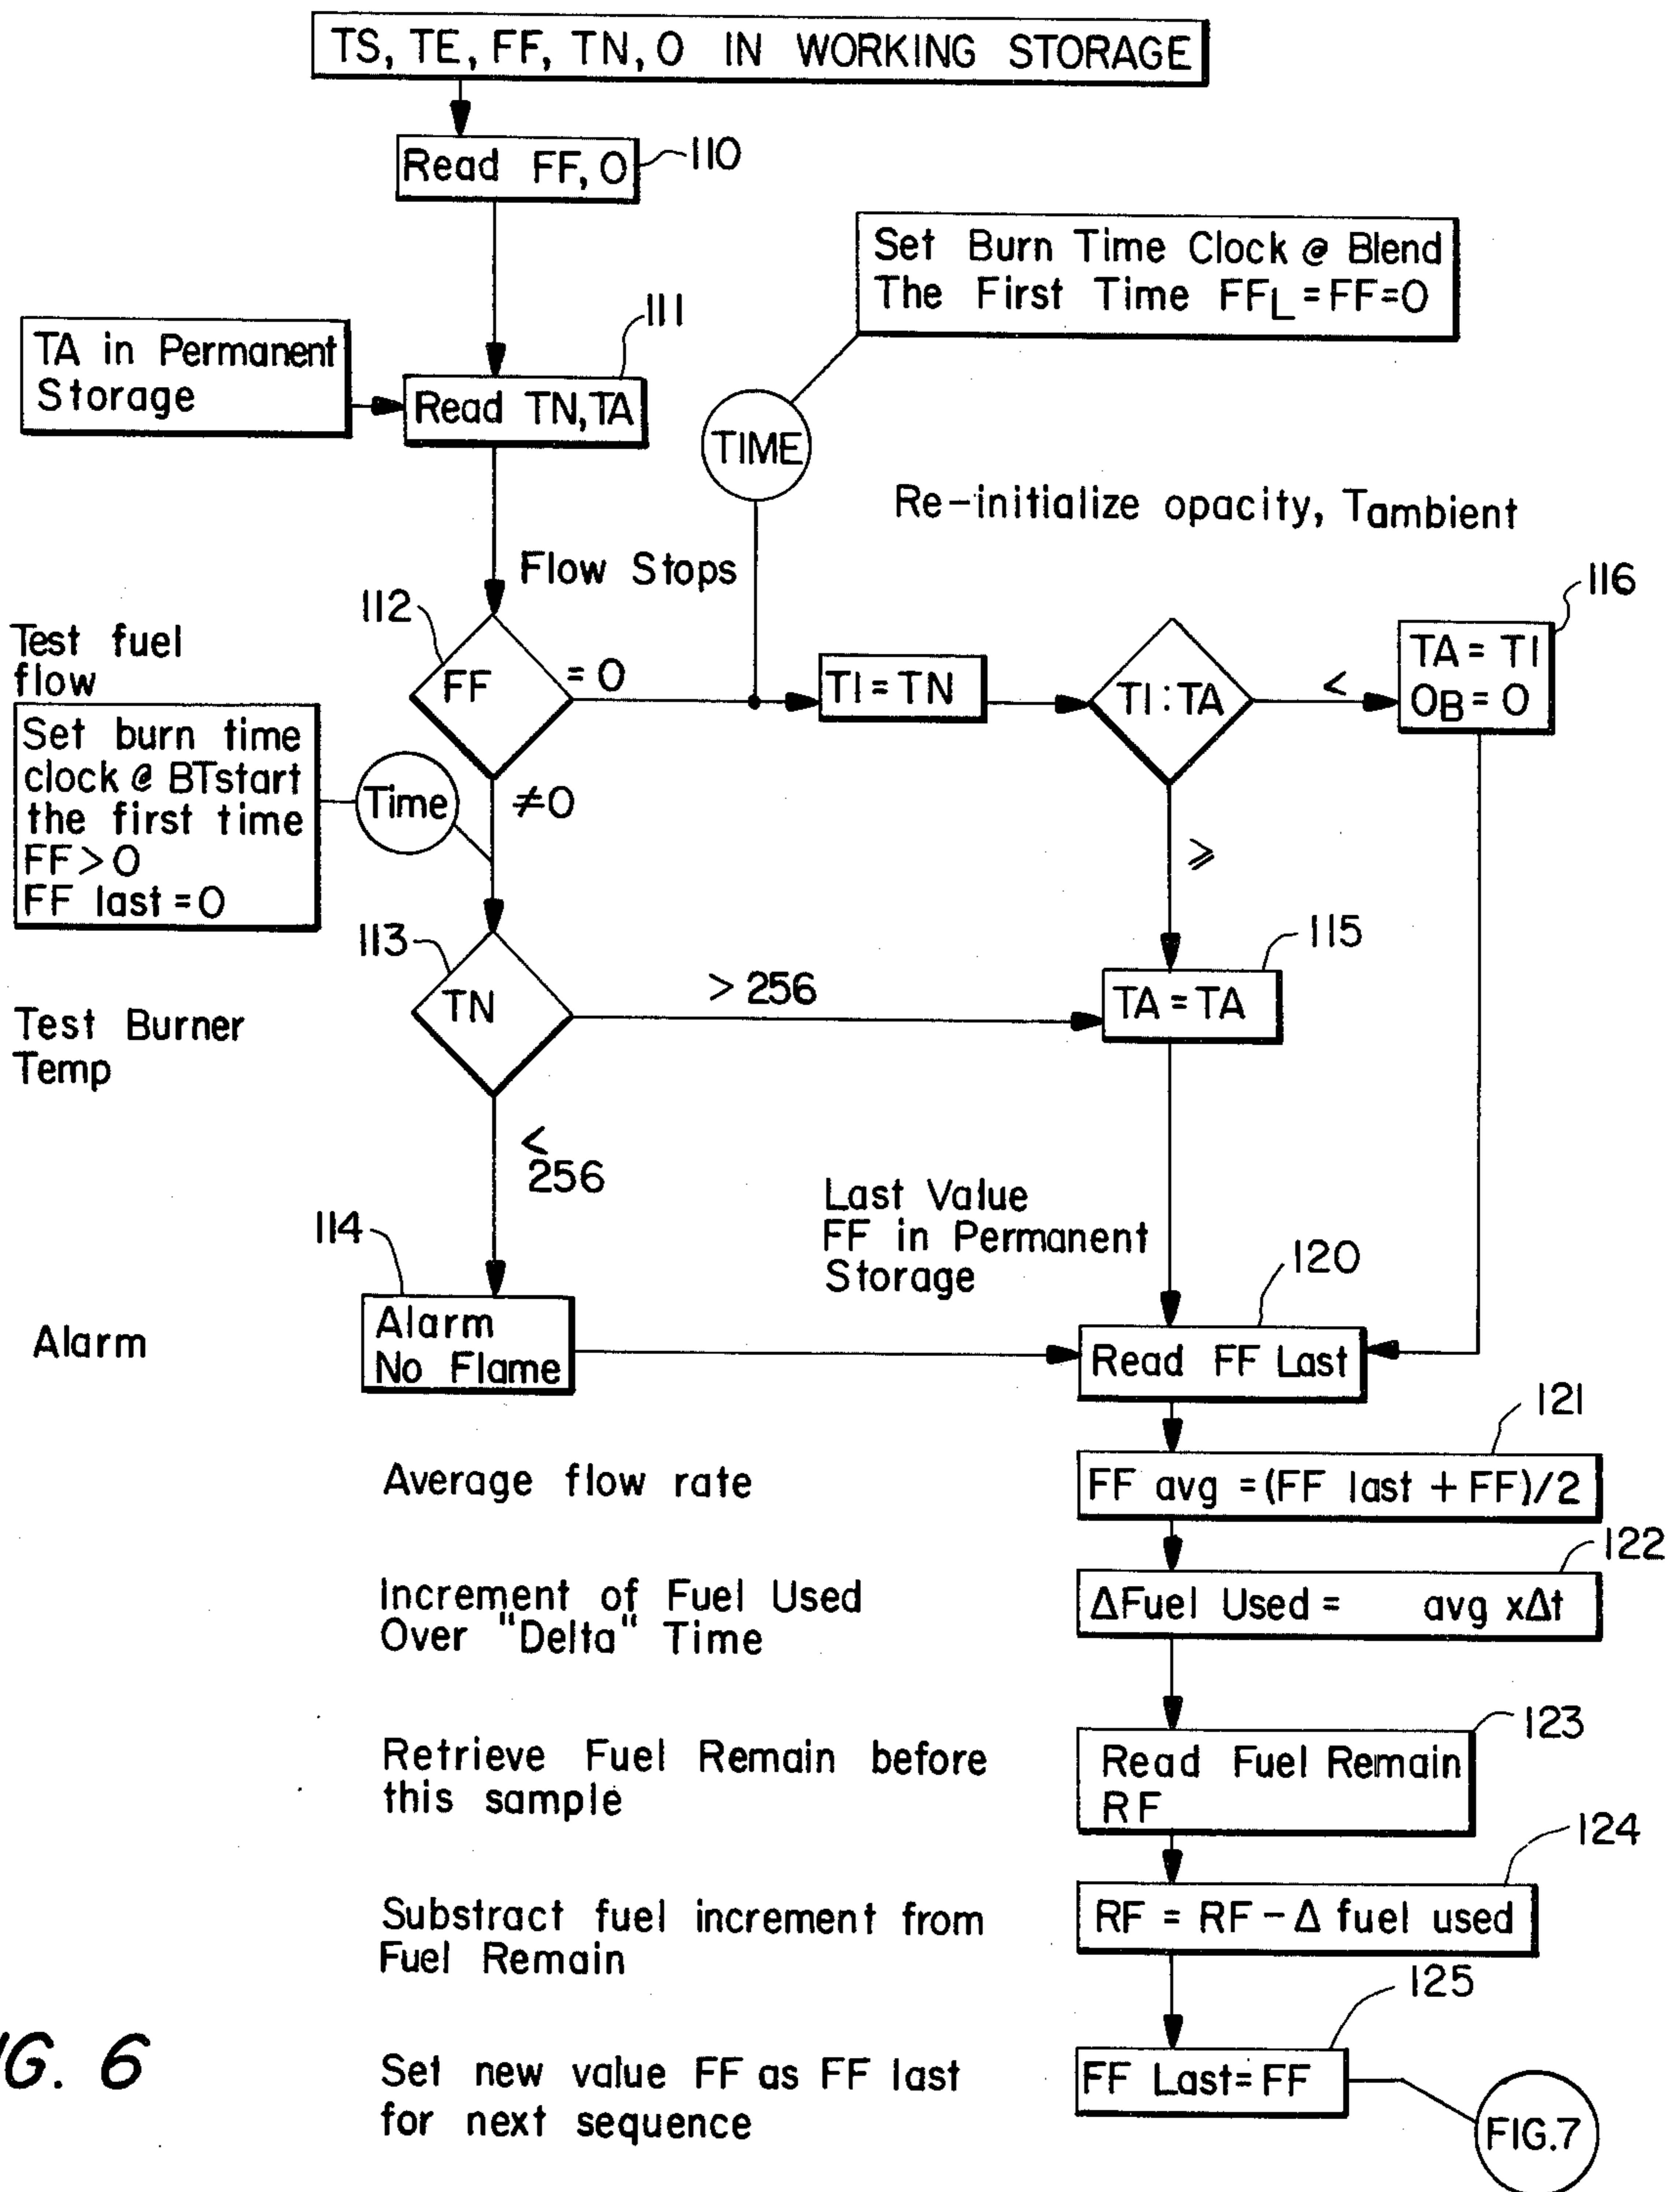 TS, TE, FF, TN, O IN WORKING STORAGE
Read FF, O
110
Set Burn Time Clock @ Blend
The First Time FFL = FF = O
TA in Permanent
Storage
111
Read TN, TA
TIME
Re-initialize opacity, Tambient
Flow Stops
112
FF
= O
TI = TN
TI : TA
<
116
TA = TI
OB = O
Test fuel
flow
Set burn time
clock @ BTstart
the first time
FF > O
FF last = O
Time
≠O
⩾
113
TN
> 256
115
TA = TA
Test Burner
Temp
<
256
Last Value
FF in Permanent
Storage
114
Alarm
Alarm
No Flame
120
Read FF Last
121
Average flow rate
FF avg = (FF last + FF)/2
122
Increment of Fuel Used
Over "Delta" Time
ΔFuel Used = avg xΔt
123
Retrieve Fuel Remain before
this sample
Read Fuel Remain
RF
124
Substract fuel increment from
Fuel Remain
RF = RF - Δ fuel used
125
Set new value FF as FF last
for next sequence
FF Last = FF
FIG.7
IG. 6